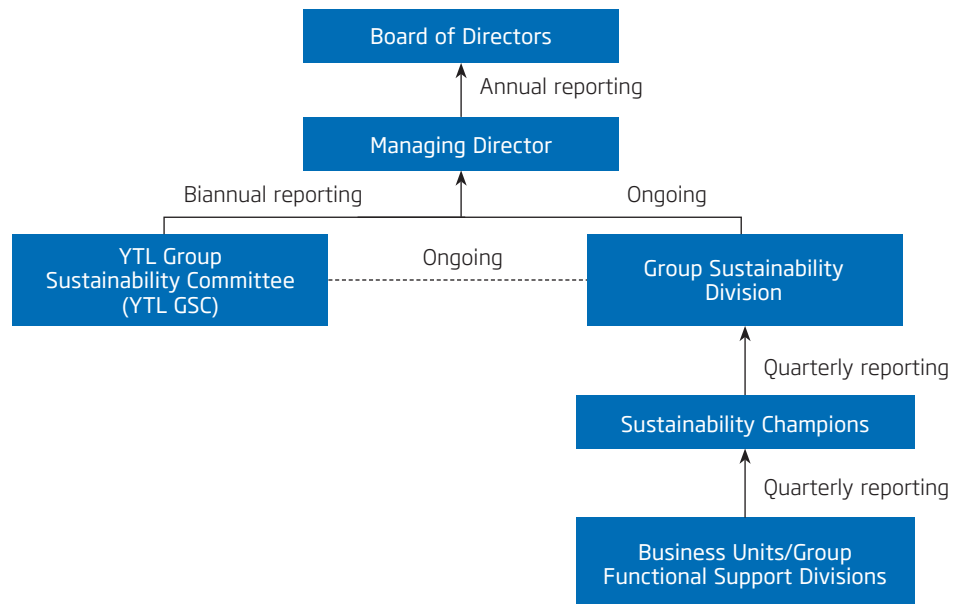 Board of Directors
Annual reporting
Managing Director
Biannual reporting
Ongoing
YTL Group
Sustainability Committee
(YTL GSC)
Ongoing
Group Sustainability
Division
Quarterly reporting
Sustainability Champions
Quarterly reporting
Business Units/Group
Functional Support Divisions